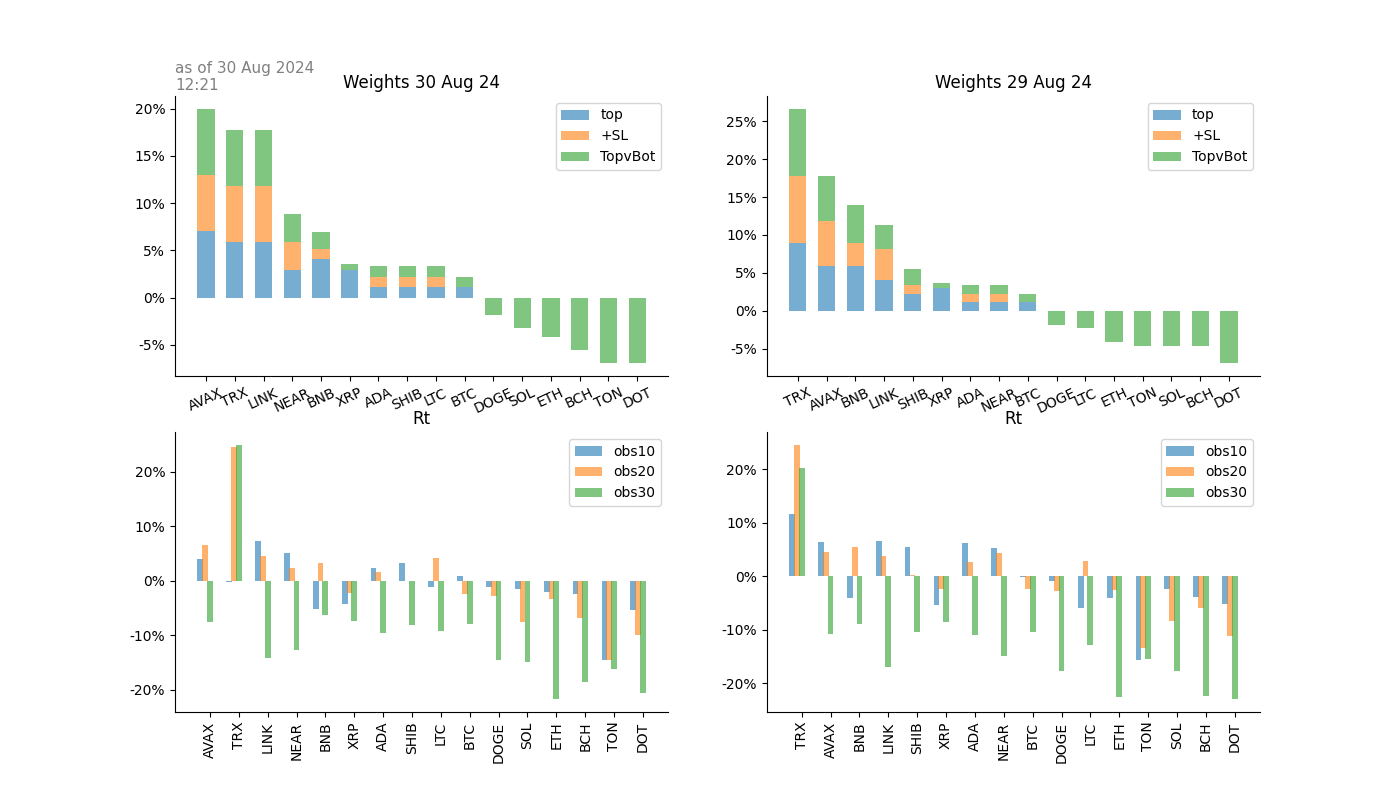 as of 30 Aug 2024
12:21
Weights 30 Aug 24
20%
15%
10%
5%
0%
-5%
top
+SL
TopvBot
AVAX TRX LINK NEAR BNB XRP ADA SHIB LTC BTC DOGE SOL ETH BCH TON DOT
Weights 29 Aug 24
25%
20%
15%
10%
5%
0%
-5%
top
+SL
TopvBot
TRX AVAX BNB LINK SHIB XRP ADA NEAR BTC DOGE LTC ETH TON SOL BCH DOT
Rt
20%
10%
0%
-10%
-20%
obs10
obs20
obs30
AVAX TRX LINK NEAR BNB XRP ADA SHIB LTC BTC DOGE SOL ETH BCH TON DOT
Rt
20%
10%
0%
-10%
-20%
obs10
obs20
obs30
TRX AVAX BNB LINK SHIB XRP ADA NEAR BTC DOGE LTC ETH TON SOL BCH DOT